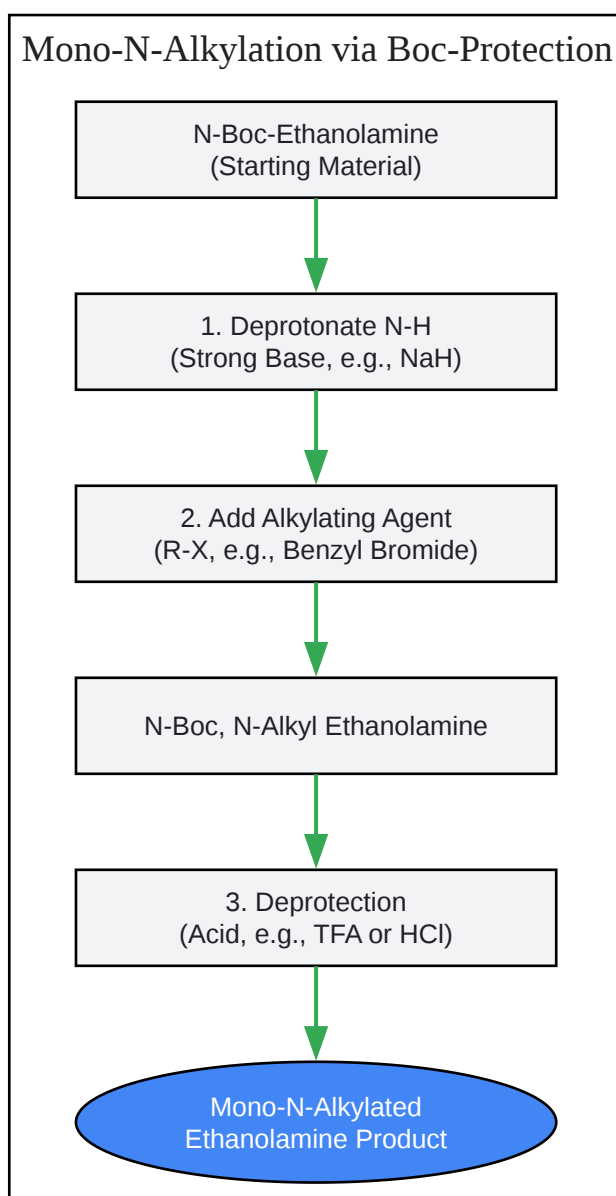 Mono-N-Alkylation via Boc-Protection
N-Boc-Ethanolamine
(Starting Material)
1. Deprotonate N-H
(Strong Base, e.g., NaH)
2. Add Alkylating Agent
(R-X, e.g., Benzyl Bromide)
N-Boc, N-Alkyl Ethanolamine
3. Deprotection
(Acid, e.g., TFA or HCl)
Mono-N-Alkylated
Ethanolamine Product